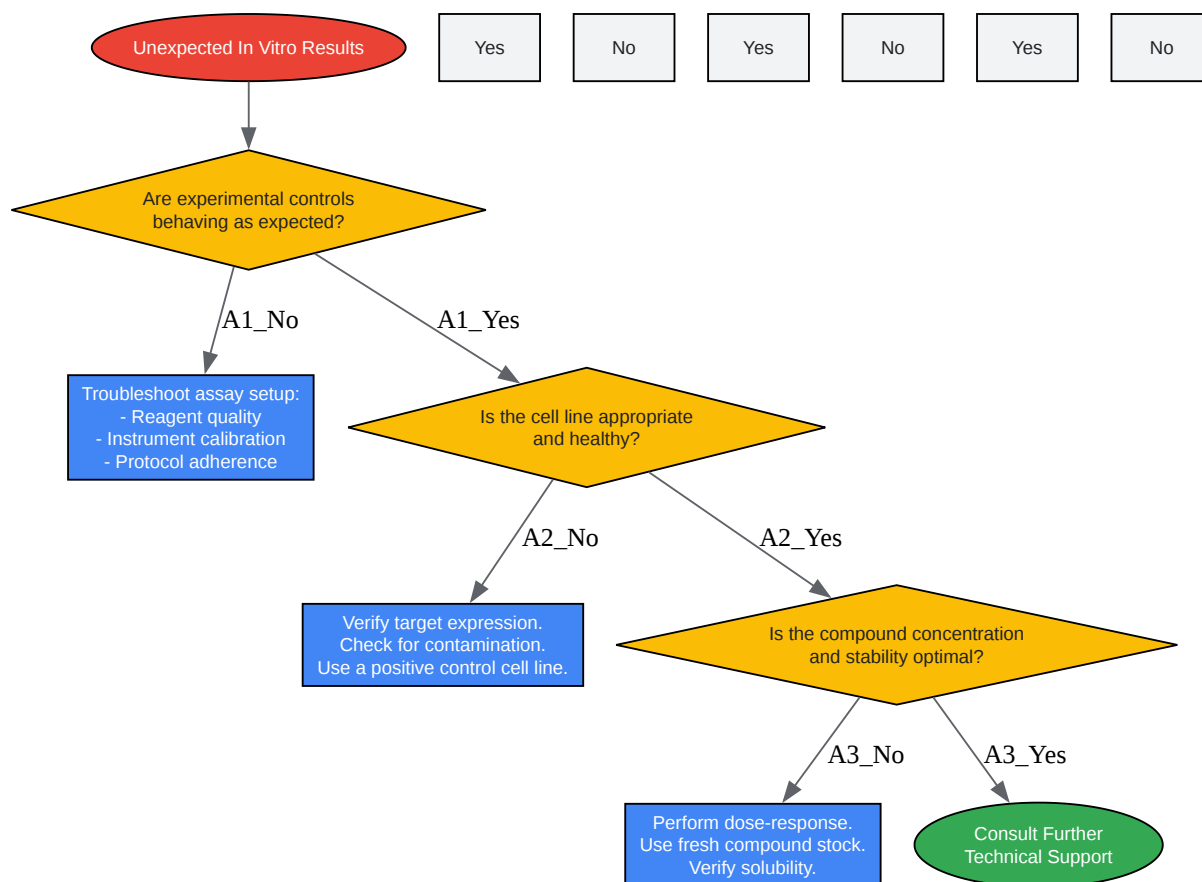 Unexpected In Vitro Results
Yes
No
Yes
No
Yes
No
Are experimental controls
behaving as expected?
A1_No
A1_Yes
Troubleshoot assay setup:
- Reagent quality
- Instrument calibration
- Protocol adherence
Is the cell line appropriate
and healthy?
A2_No
A2_Yes
Verify target expression.
Check for contamination.
Use a positive control cell line.
Is the compound concentration
and stability optimal?
A3_No
A3_Yes
Perform dose-response.
Use fresh compound stock.
Verify solubility.
Consult Further
Technical Support